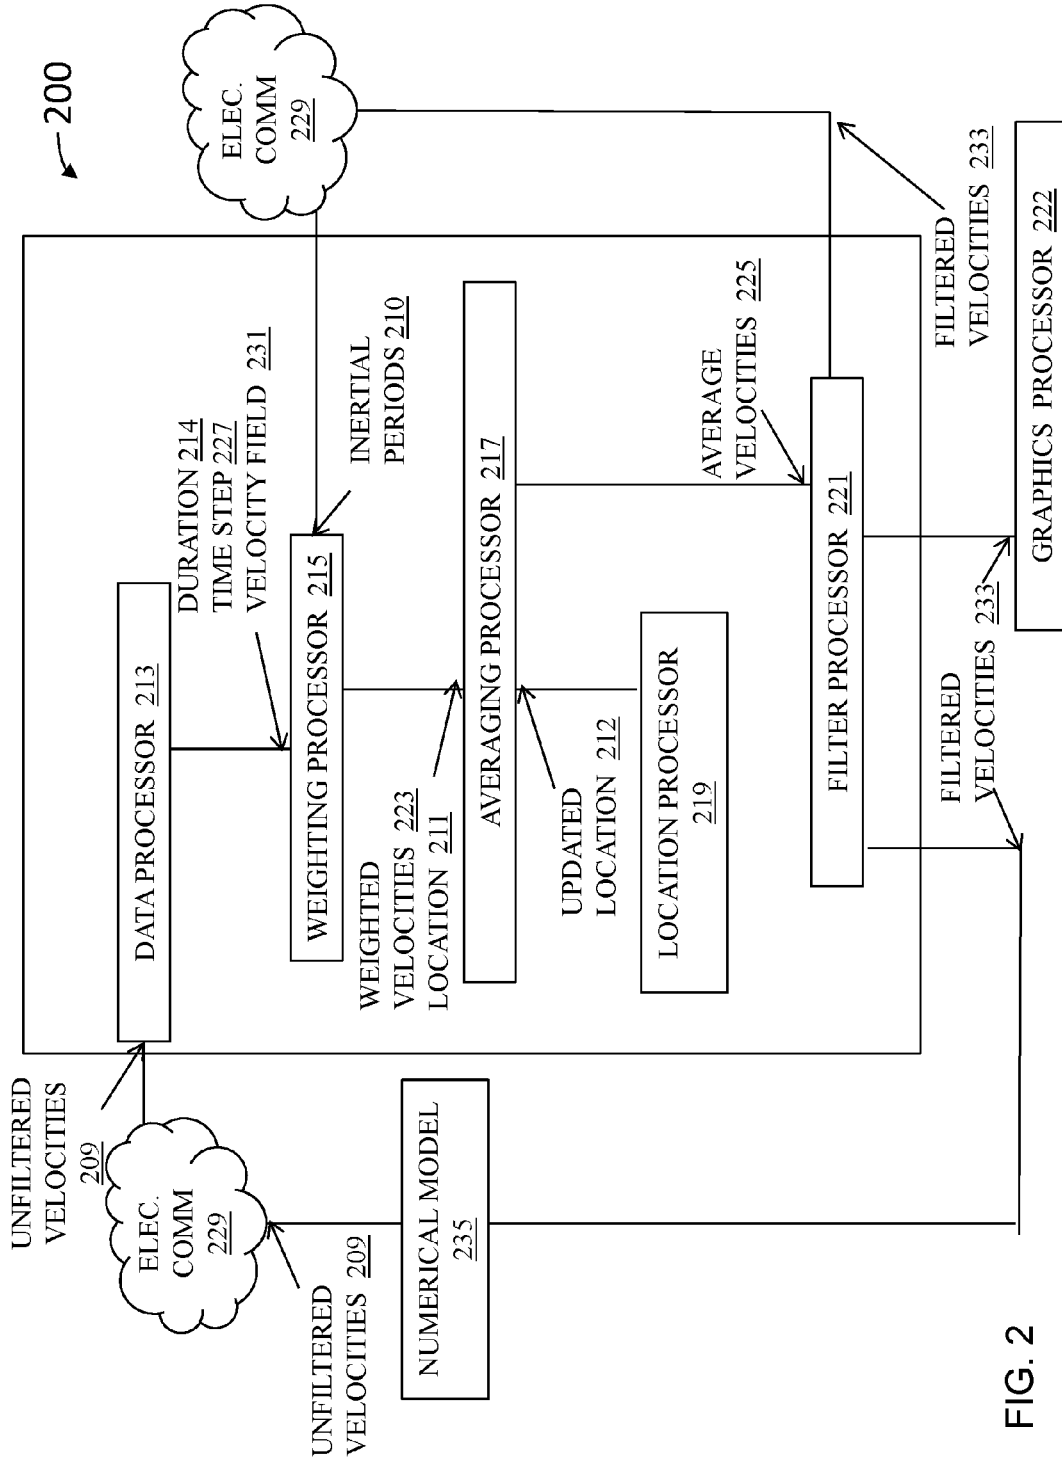 200
ELEC.
COMM
229
UNFILTERED
VELOCITIES
209
DATA PROCESSOR 213
DURATION 214
TIME STEP 227
VELOCITY FIELD 231
ELEC.
COMM
229
WEIGHTING PROCESSOR 215
INERTIAL
PERIODS 210
UNFILTERED
VELOCITIES 209
WEIGHTED
VELOCITIES 223
LOCATION 211
NUMERICAL MODEL
235
AVERAGING PROCESSOR 217
UPDATED
LOCATION 212
AVERAGE
VELOCITIES 225
LOCATION PROCESSOR
219
FILTER PROCESSOR 221
FILTERED
VELOCITIES 233
FILTERED
VELOCITIES 233
GRAPHICS PROCESSOR 222
FIG. 2